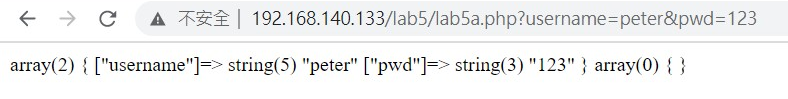 不安全 | 192.168.140.133/lab5/lab5a.php?username=peter&pwd=123
array(2) { ["username"]=> string(5) "peter" ["pwd"]=> string(3) "123" } array(0) { }